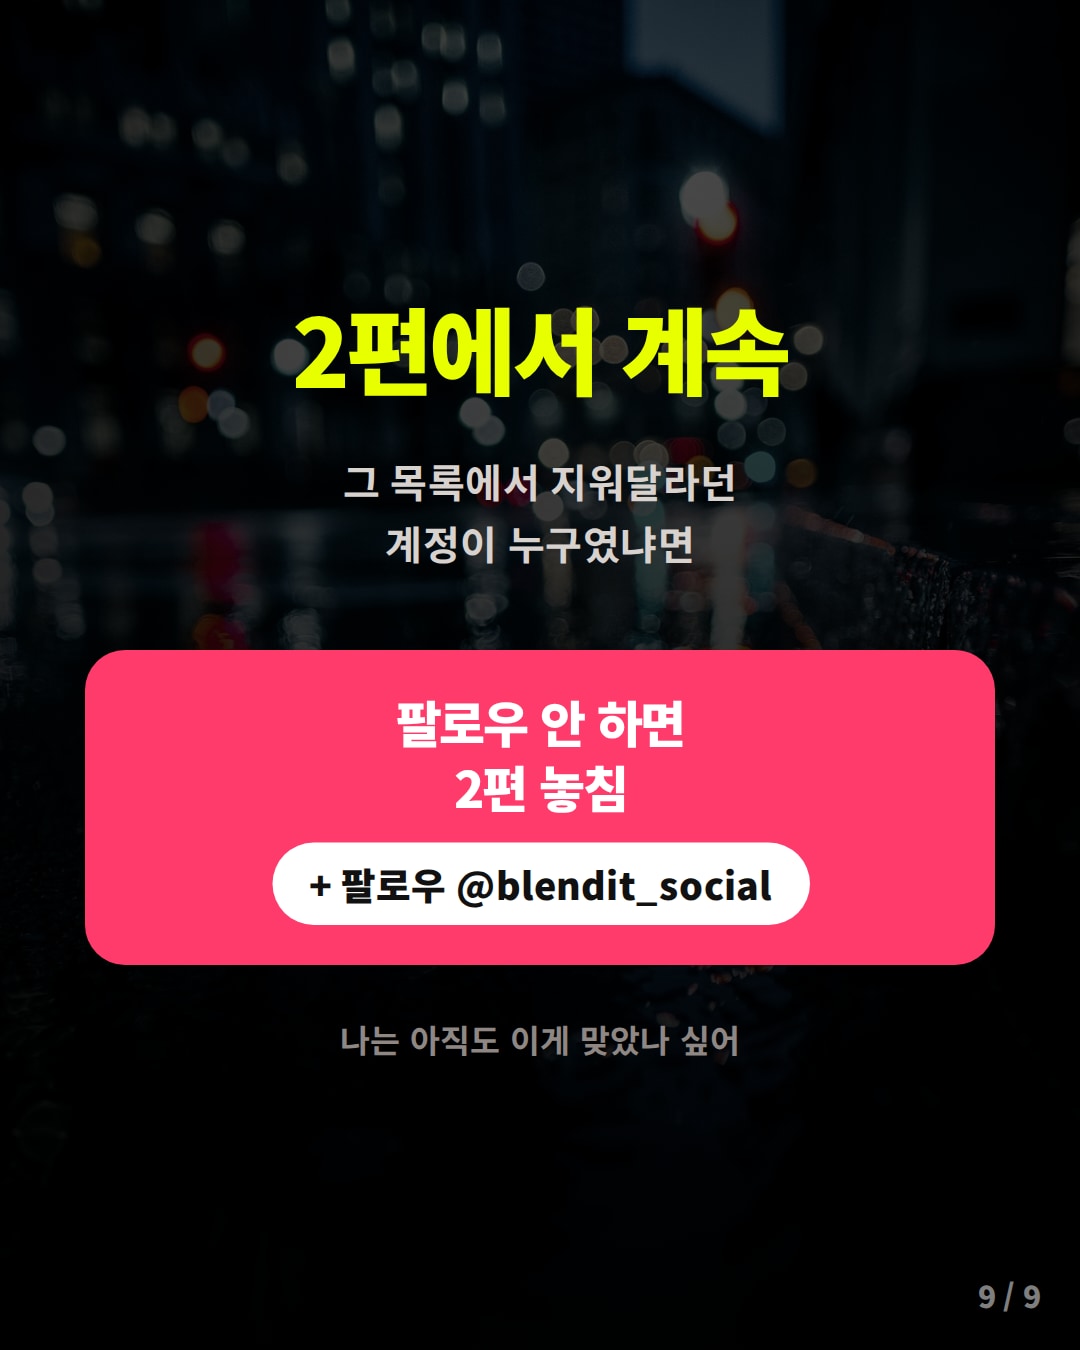 2편에서 계속
그 목록에서 지워달라던
계정이 누구였냐면
팔로우 안 하면
2편 놓침
+ 팔로우 @blendit_social
나는 아직도 이게 맞았나 싶어
9 / 9